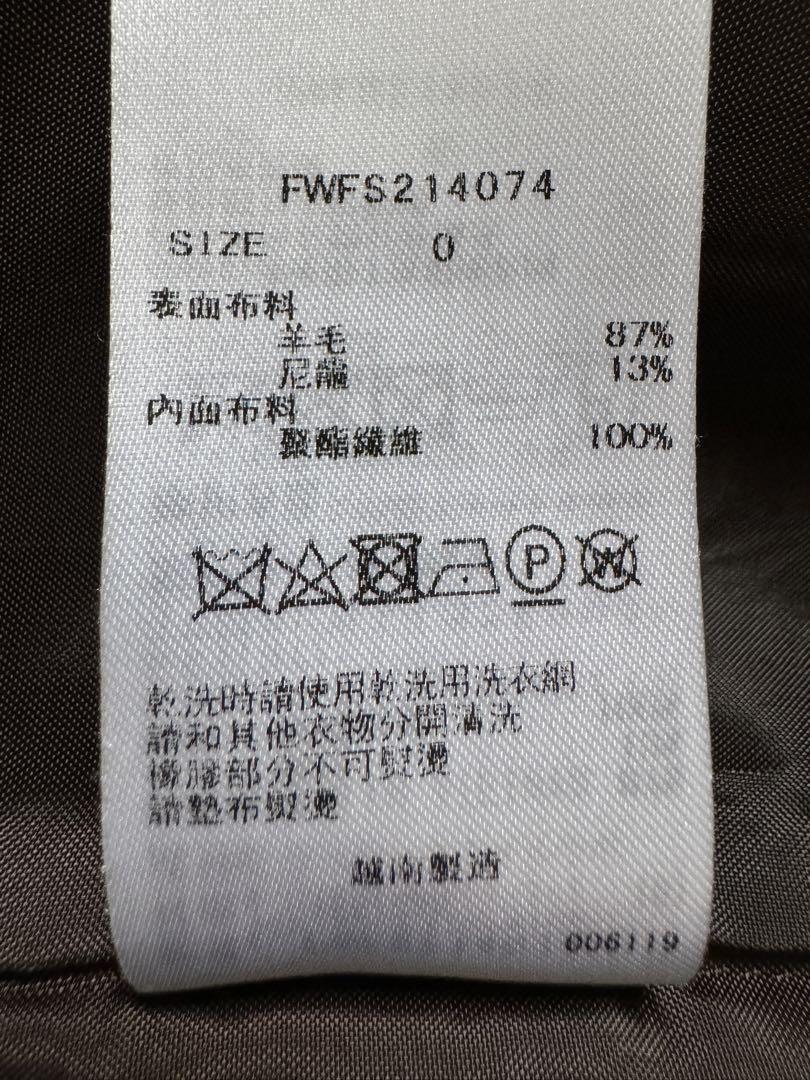 FWFS214074
SIZE 0
表面布料
羊毛 87%
尼龍 13%
內面布料
聚酯纖維 100%
P
W
乾洗時請使用乾洗用洗衣網
請和其他衣物分開清洗
橡膠部分不可熨燙
請墊布熨燙
越南製造
006119